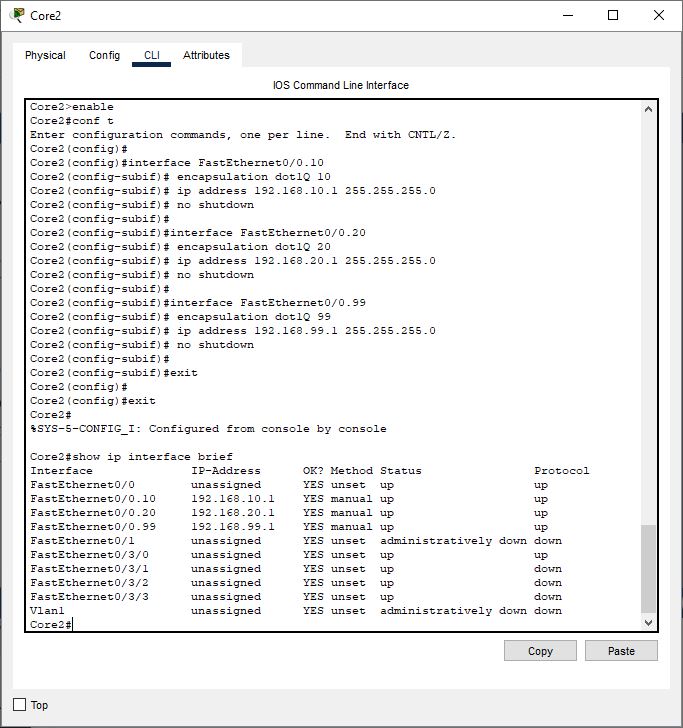 Core2
Physical Config CLI Attributes
IOS Command Line Interface
Core2>enable
Core2#conf t
Enter configuration commands, one per line.  End with CNTL/Z.
Core2(config)#
Core2(config)#interface FastEthernet0/0.10
Core2(config-subif)# encapsulation dot1Q 10
Core2(config-subif)# ip address 192.168.10.1 255.255.255.0
Core2(config-subif)# no shutdown
Core2(config-subif)#
Core2(config-subif)#interface FastEthernet0/0.20
Core2(config-subif)# encapsulation dot1Q 20
Core2(config-subif)# ip address 192.168.20.1 255.255.255.0
Core2(config-subif)# no shutdown
Core2(config-subif)#
Core2(config-subif)#interface FastEthernet0/0.99
Core2(config-subif)# encapsulation dot1Q 99
Core2(config-subif)# ip address 192.168.99.1 255.255.255.0
Core2(config-subif)# no shutdown
Core2(config-subif)#
Core2(config-subif)#exit
Core2(config)#
Core2(config)#exit
Core2#
%SYS-5-CONFIG_I: Configured from console by console
Core2#show ip interface brief
Interface              IP-Address      OK? Method Status                Protocol
FastEthernet0/0        unassigned      YES unset  up                    up
FastEthernet0/0.10     192.168.10.1    YES manual up                    up
FastEthernet0/0.20     192.168.20.1    YES manual up                    up
FastEthernet0/0.99     192.168.99.1    YES manual up                    up
FastEthernet0/1        unassigned      YES unset  administratively down down
FastEthernet0/3/0      unassigned      YES unset  up                    up
FastEthernet0/3/1      unassigned      YES unset  up                    down
FastEthernet0/3/2      unassigned      YES unset  up                    down
FastEthernet0/3/3      unassigned      YES unset  up                    down
Vlan1                  unassigned      YES unset  administratively down down
Core2#
Copy Paste
Top